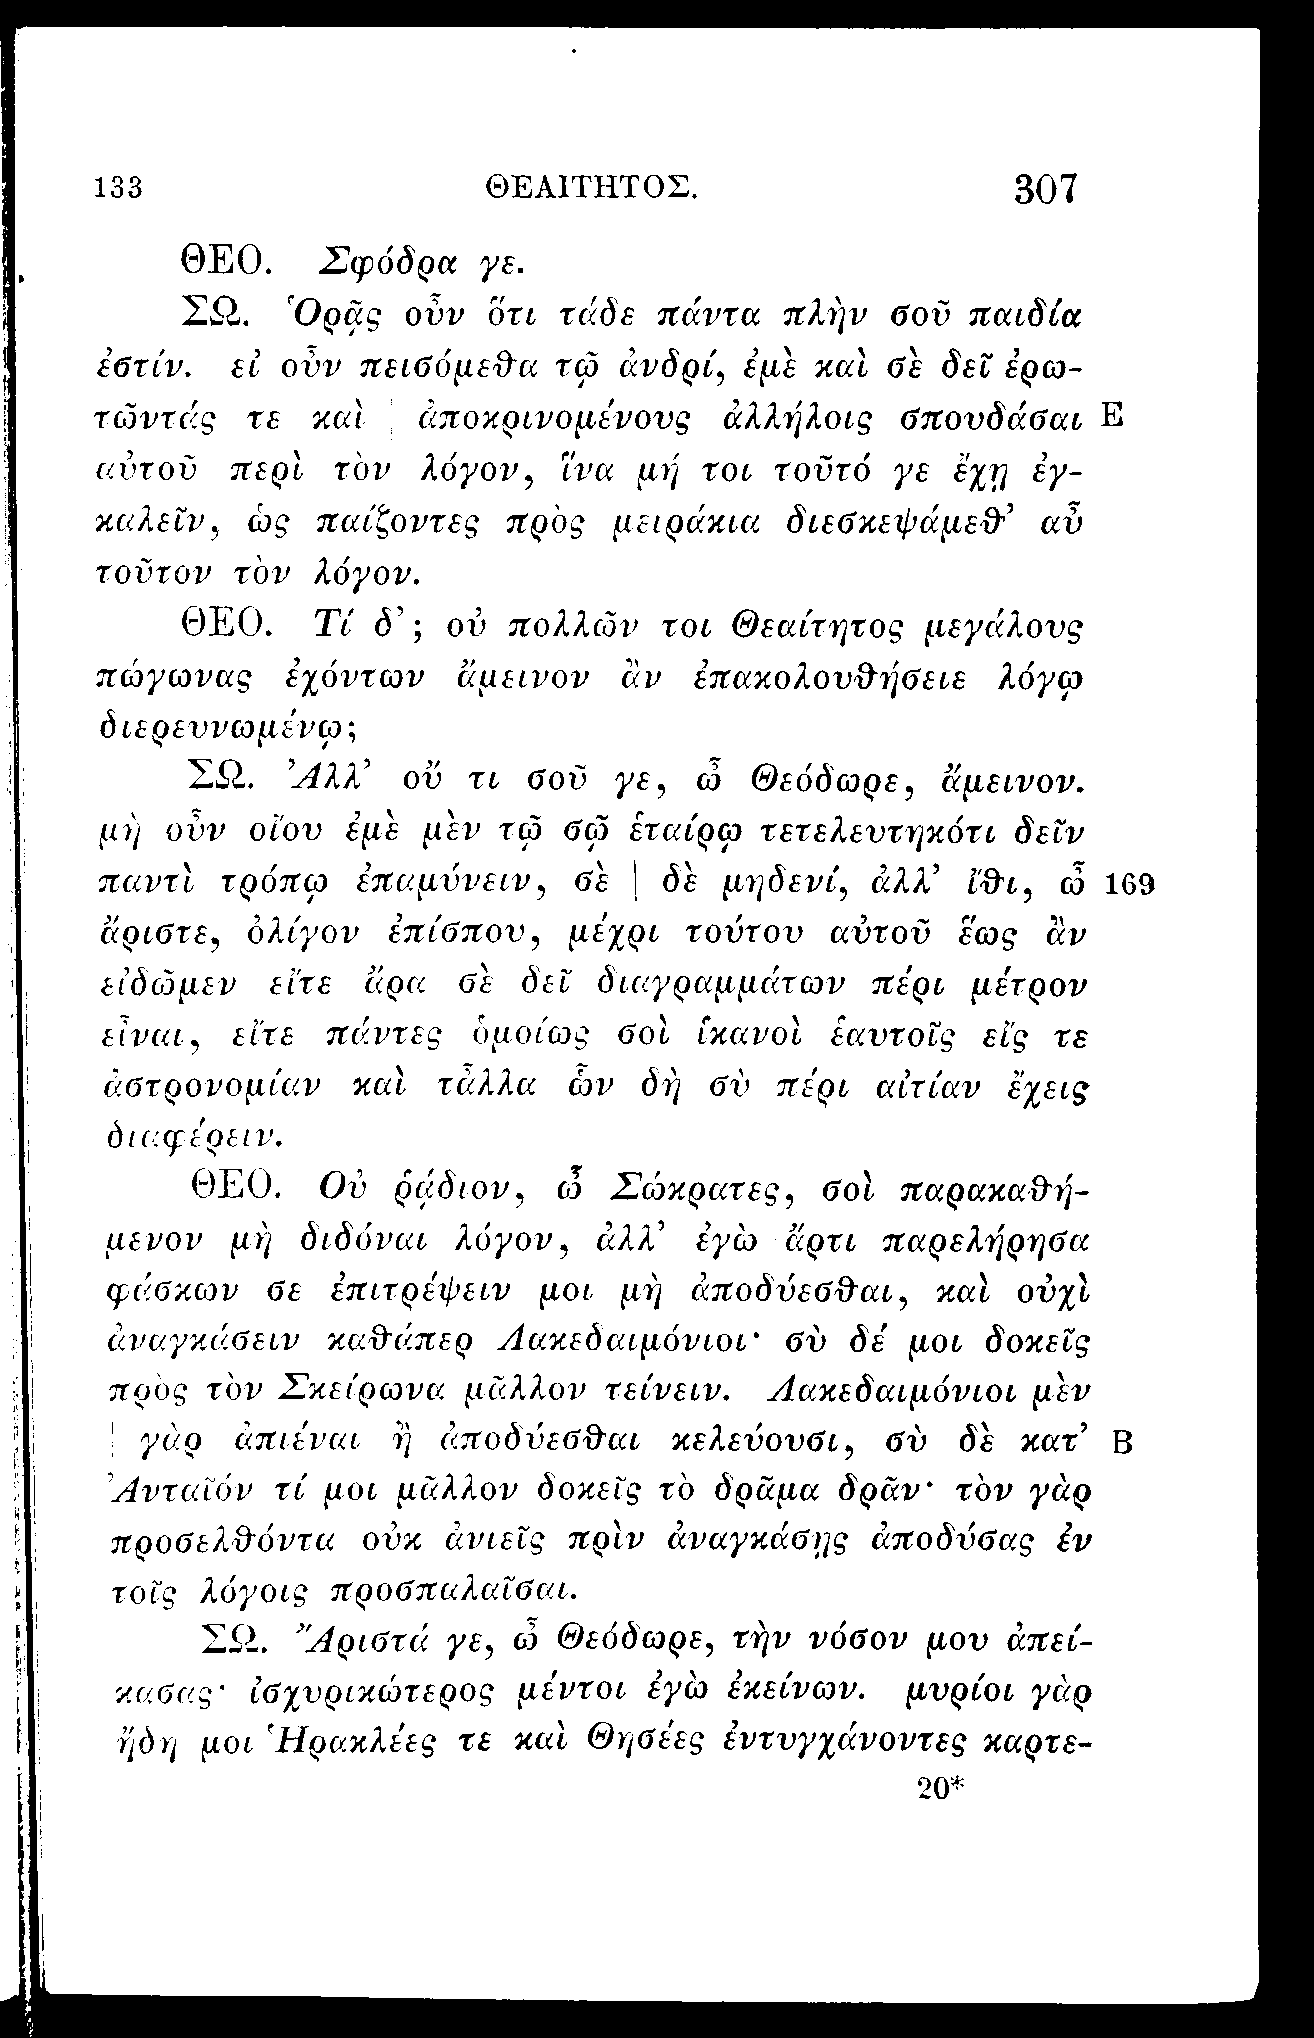 133 ΘΕΑΙΤΗΤΟΣ. 307
ΘΕΟ. Σφόδρα γε.
ΣΩ. Ὁρᾷς οὖν ὅτι τάδε πάντα πλὴν σοῦ παιδία
ἐστίν. εἰ οὖν πεισόμεϑα τῷ ἀνδρί, ἐμὲ καὶ σὲ δεῖ ἐρω-
τῶντάς τε καὶ | ἀποκρινομένους ἀλλήλοις σπουδάσαι E
αὐτοῦ περὶ τὸν λόγον, ἵνα μή τοι τοῦτό γε ἔχῃ ἐγ-
καλεῖν, ὡς παίζοντες πρὸς μειράκια διεσκεψάμεϑ’ αὖ
τοῦτον τὸν λόγον.
ΘΕΟ. Τί δ’; οὐ πολλῶν τοι Θεαίτητος μεγάλους
πώγωνας ἐχόντων ἄμεινον ἂν ἐπακολουϑήσειε λόγῳ
διερευνωμένῳ;
ΣΩ. Ἀλλ’ οὔ τι σοῦ γε, ὦ Θεόδωρε, ἄμεινον.
μὴ οὖν οἴου ἐμὲ μὲν τῷ σῷ ἑταίρῳ τετελευτηκότι δεῖν
παντὶ τρόπῳ ἐπαμύνειν, σὲ | δὲ μηδενί, ἀλλ’ ἴϑι, ὦ 169
ἄριστε, ὀλίγον ἐπίσπου, μέχρι τούτου αὐτοῦ ἕως ἂν
εἰδῶμεν εἴτε ἄρα σὲ δεῖ διαγραμμάτων πέρι μέτρον
εἶναι, εἴτε πάντες ὁμοίως σοὶ ἱκανοὶ ἑαυτοῖς εἴς τε
ἀστρονομίαν καὶ τἆλλα ὧν δὴ σὺ πέρι αἰτίαν ἔχεις
διαφέρειν.
ΘΕΟ. Οὐ ῥᾴδιον, ὦ Σώκρατες, σοὶ παρακαϑή-
μενον μὴ διδόναι λόγον, ἀλλ’ ἐγὼ ἄρτι παρελήρησα
φάσκων σε ἐπιτρέψειν μοι μὴ ἀποδύεσϑαι, καὶ οὐχὶ
ἀναγκάσειν καϑάπερ Λακεδαιμόνιοι· σὺ δέ μοι δοκεῖς
πρὸς τὸν Σκείρωνα μᾶλλον τείνειν. Λακεδαιμόνιοι μὲν
| γὰρ ἀπιέναι ἢ ἀποδύεσϑαι κελεύουσι, σὺ δὲ κατ’ B
Ἀνταῖόν τί μοι μᾶλλον δοκεῖς τὸ δρᾶμα δρᾶν· τὸν γὰρ
προσελϑόντα οὐκ ἀνιεῖς πρὶν ἀναγκάσῃς ἀποδύσας ἐν
τοῖς λόγοις προσπαλαῖσαι.
ΣΩ. Ἄριστά γε, ὦ Θεόδωρε, τὴν νόσον μου ἀπεί-
κασας· ἰσχυρικώτερος μέντοι ἐγὼ ἐκείνων. μυρίοι γὰρ
ἤδη μοι Ἡρακλέες τε καὶ Θησέες ἐντυγχάνοντες καρτε-
20*